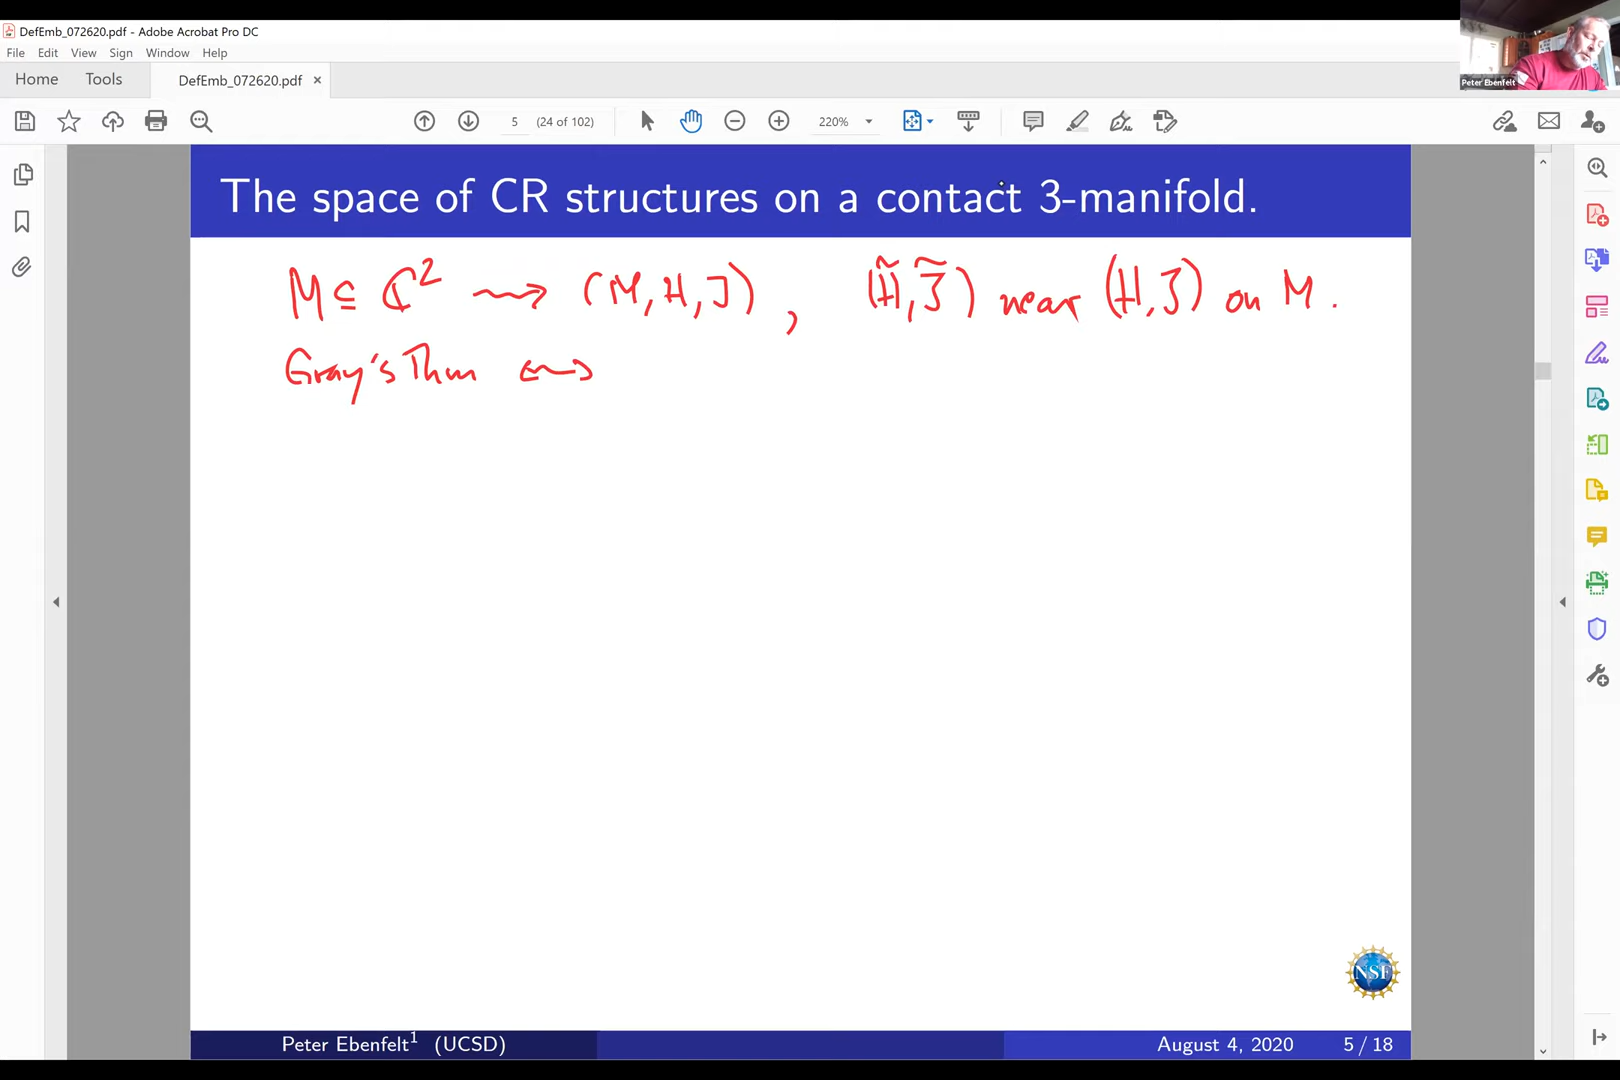 DefEmb_072620.pdf - Adobe Acrobat Pro DC
File Edit View Sign Window Help
Home Tools DefEmb_072620.pdf ×
5 (24 of 102) 220%
Peter Ebenfelt
The space of CR structures on a contact 3-manifold.
M ⊆ ℂ² ⇝ (M, H, J), (H̃, J̃) near (H, J) on M.
Gray's Thm ↭
NSF
Peter Ebenfelt¹ (UCSD) August 4, 2020 5 / 18